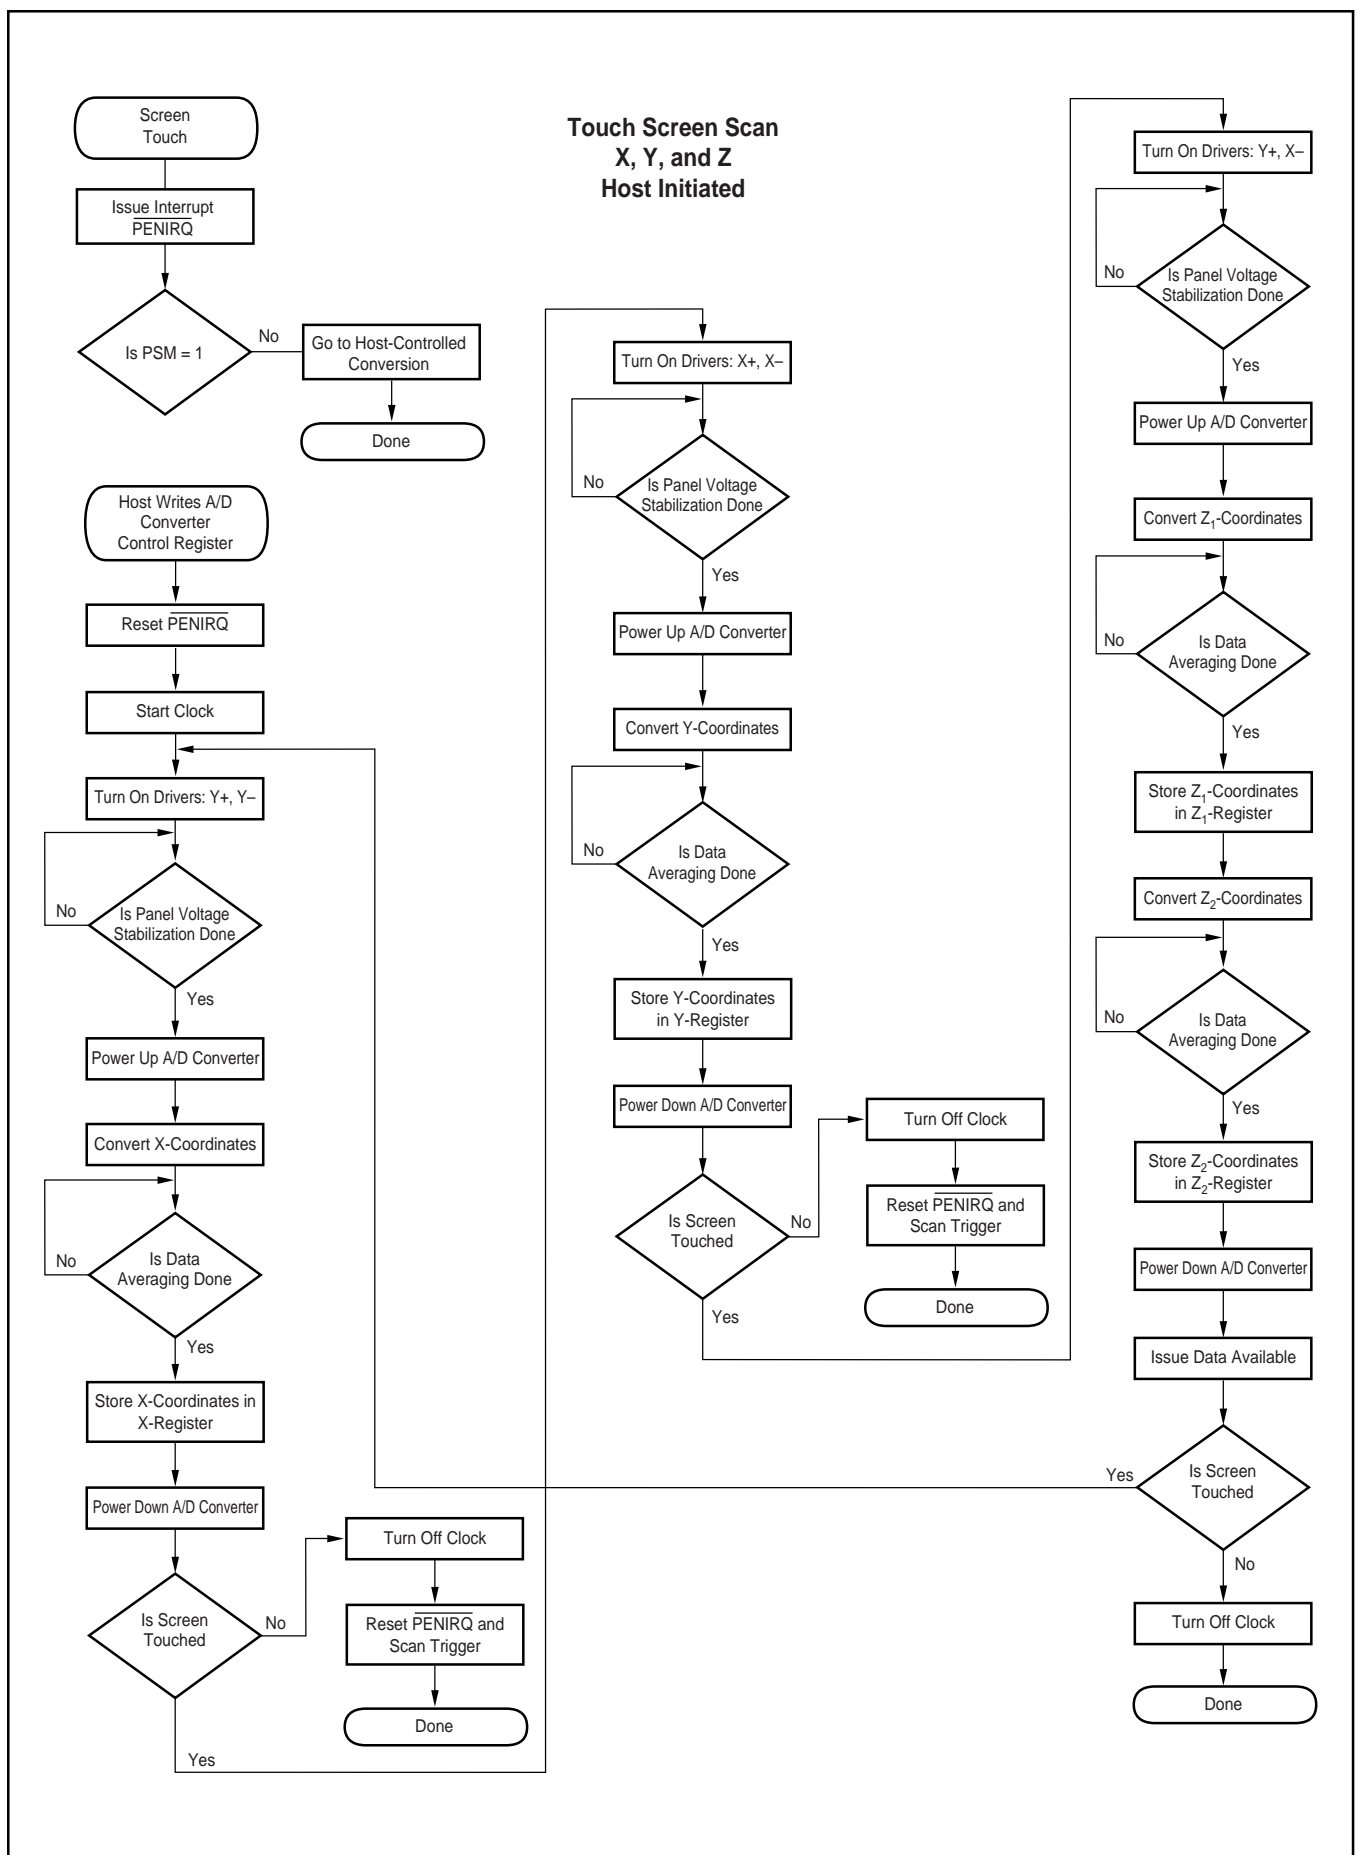 Touch Screen Scan
X, Y, and Z
Host Initiated
Screen
Touch
Issue Interrupt
PENIRQ
Is PSM = 1
No
Go to Host-Controlled
Conversion
Done
Host Writes A/D
Converter
Control Register
Reset PENIRQ
Start Clock
Turn On Drivers: Y+, Y–
Is Panel Voltage
Stabilization Done
No
Yes
Power Up A/D Converter
Convert X-Coordinates
Is Data
Averaging Done
No
Yes
Store X-Coordinates in
X-Register
Power Down A/D Converter
Is Screen
Touched
No
Turn Off Clock
Reset PENIRQ and
Scan Trigger
Done
Yes
Turn On Drivers: X+, X–
Is Panel Voltage
Stabilization Done
No
Yes
Power Up A/D Converter
Convert Y-Coordinates
Is Data
Averaging Done
No
Yes
Store Y-Coordinates
in Y-Register
Power Down A/D Converter
Is Screen
Touched
No
Turn Off Clock
Reset PENIRQ and
Scan Trigger
Done
Yes
Turn On Drivers: Y+, X–
Is Panel Voltage
Stabilization Done
No
Yes
Power Up A/D Converter
Convert Z1-Coordinates
Is Data
Averaging Done
No
Yes
Store Z1-Coordinates
in Z1-Register
Convert Z2-Coordinates
Is Data
Averaging Done
No
Yes
Store Z2-Coordinates
in Z2-Register
Power Down A/D Converter
Issue Data Available
Is Screen
Touched
Yes
No
Turn Off Clock
Done